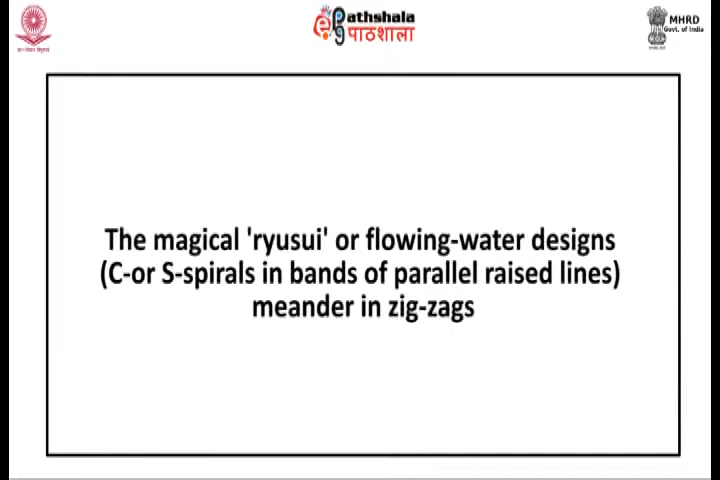 Pathshala
पाठशाला
MHRD
Govt. of India
The magical 'ryusui' or flowing-water designs
(C-or S-spirals in bands of parallel raised lines)
meander in zig-zags